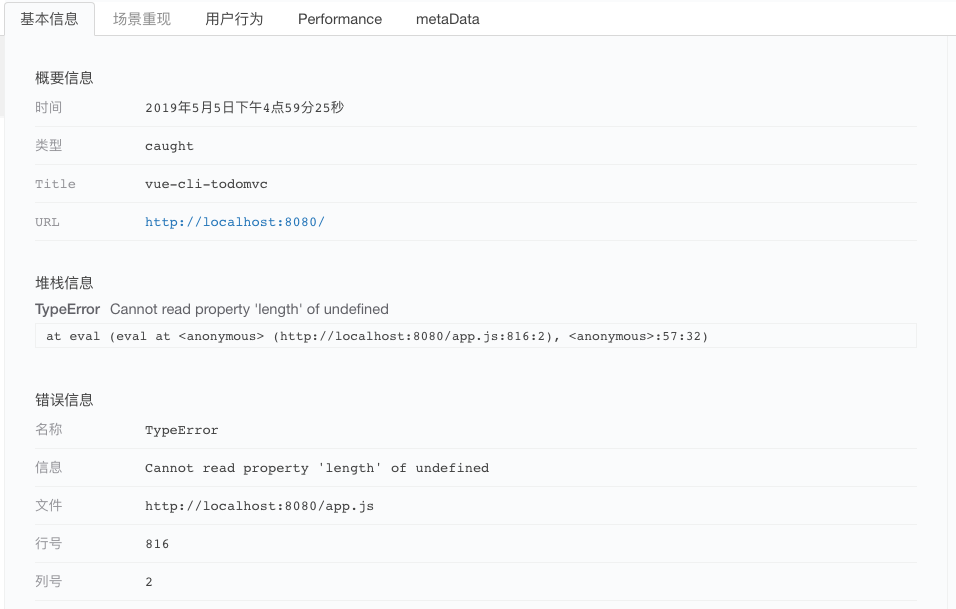 基本信息 场景重现 用户行为 Performance metaData
概要信息
时间 2019年5月5日下午4点59分25秒
类型 caught
Title vue-cli-todomvc
URL http://localhost:8080/
堆栈信息
TypeError Cannot read property 'length' of undefined
at eval (eval at <anonymous> (http://localhost:8080/app.js:816:2), <anonymous>:57:32)
错误信息
名称 TypeError
信息 Cannot read property 'length' of undefined
文件 http://localhost:8080/app.js
行号 816
列号 2